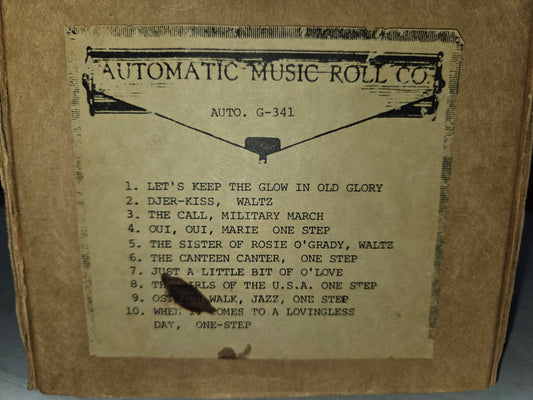 AUTOMATIC MUSIC ROLL CO.
AUTO. G-341
1. LET'S KEEP THE GLOW IN OLD GLORY
2. DJER-KISS, WALTZ
3. THE CALL, MILITARY MARCH
4. OUI, OUI, MARIE ONE STEP
5. THE SISTER OF ROSIE O'GRADY, WALTZ
6. THE CANTEEN CANTER, ONE STEP
7. JUST A LITTLE BIT OF O'LOVE
8. THE GIRLS OF THE U.S.A. ONE STEP
9. WALK, JAZZ, ONE STEP
10. WHEN IT COMES TO A LOVINGLESS
DAY, ONE-STEP